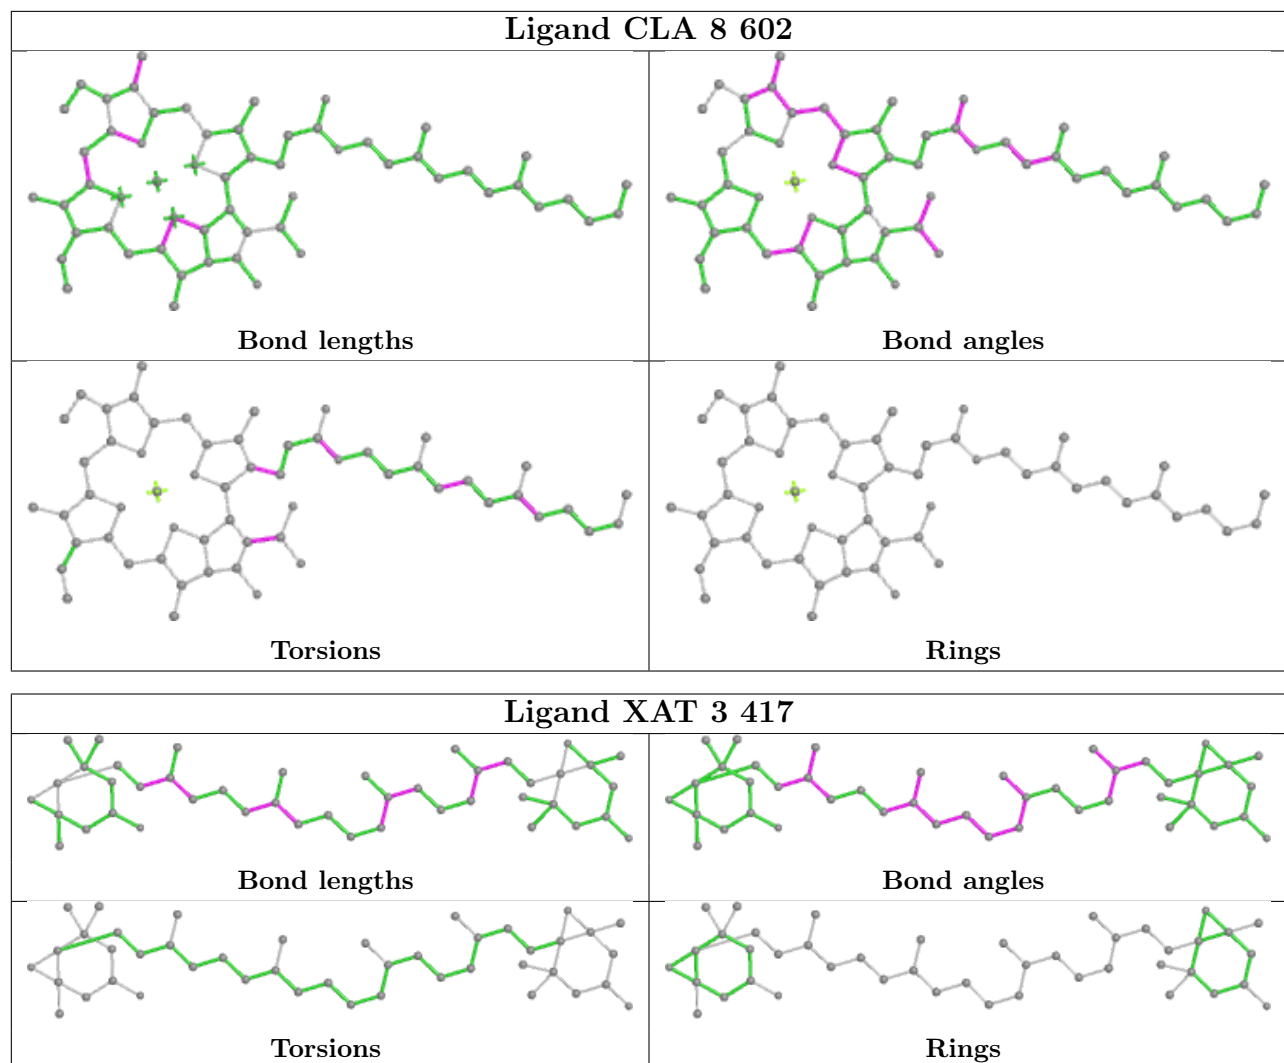 Ligand CLA 8 602
Bond lengths
Bond angles
Torsions
Rings
Ligand XAT 3 417
Bond lengths
Bond angles
Torsions
Rings